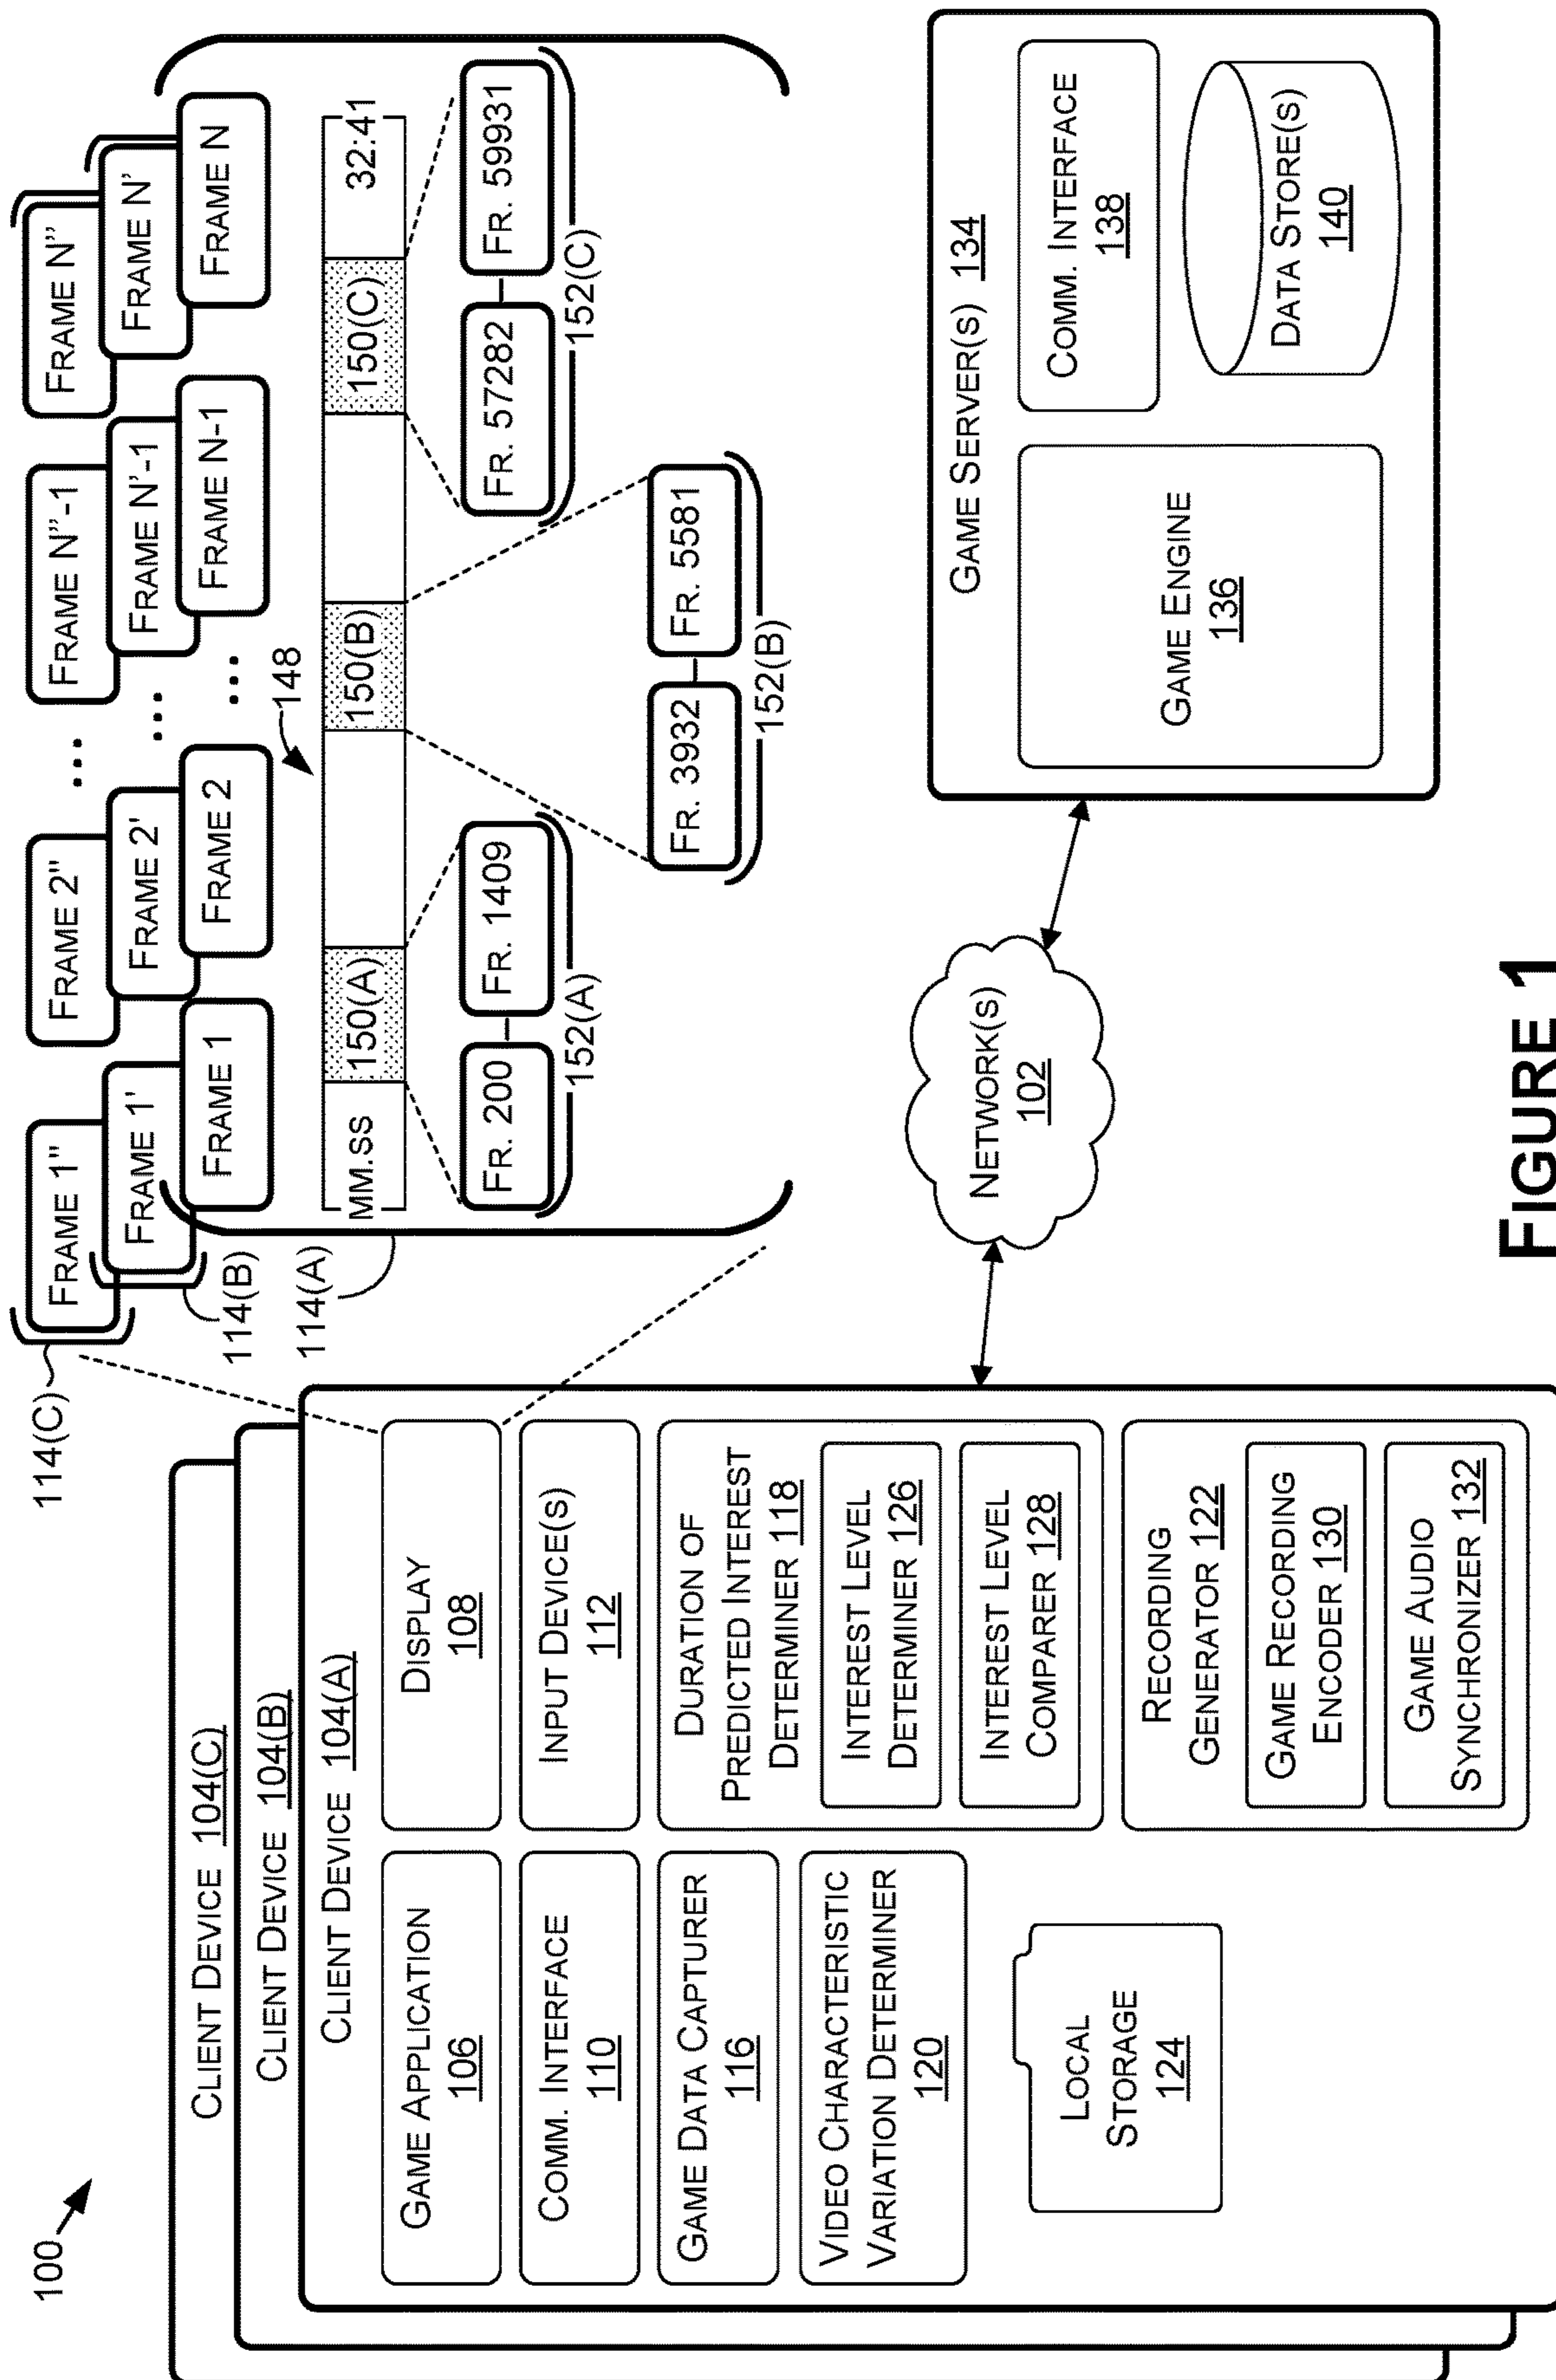 100
CLIENT DEVICE 104(C)
CLIENT DEVICE 104(B)
CLIENT DEVICE 104(A)
GAME APPLICATION
106
DISPLAY
108
COMM. INTERFACE
110
INPUT DEVICE(S)
112
GAME DATA CAPTURER
116
DURATION OF
PREDICTED INTEREST
DETERMINER 118
INTEREST LEVEL
DETERMINER 126
INTEREST LEVEL
COMPARER 128
VIDEO CHARACTERISTIC
VARIATION DETERMINER
120
RECORDING
GENERATOR 122
GAME RECORDING
ENCODER 130
GAME AUDIO
SYNCHRONIZER 132
LOCAL
STORAGE
124
114(C)
114(B)
114(A)
FRAME 1"
FRAME 2"
...
FRAME N"-1
FRAME N"
FRAME 1'
FRAME 2'
...
FRAME N'-1
FRAME N'
FRAME 1
FRAME 2
...
FRAME N-1
FRAME N
148
MM.SS
150(A)
150(B)
150(C)
32:41
FR. 200
FR. 1409
152(A)
FR. 3932
FR. 5581
152(B)
FR. 57282
FR. 59931
152(C)
NETWORK(S)
102
GAME SERVER(S) 134
GAME ENGINE
136
COMM. INTERFACE
138
DATA STORE(S)
140
FIGURE 1